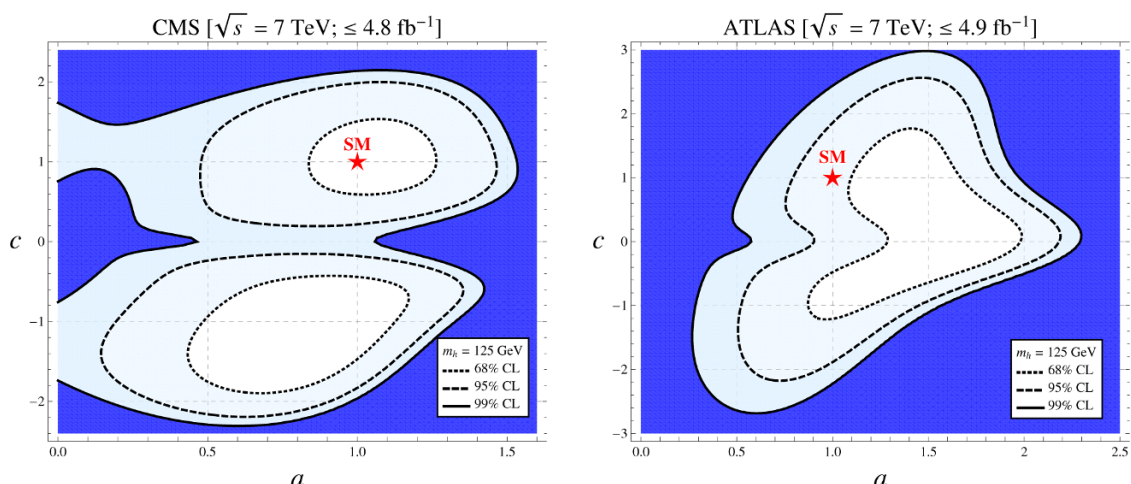 CMS [√s = 7 TeV; ≤ 4.8 fb⁻¹]
2
1
0
−1
−2
c
SM
m_h = 125 GeV
68% CL
95% CL
99% CL
0.0 0.5 1.0 1.5
a
ATLAS [√s = 7 TeV; ≤ 4.9 fb⁻¹]
3
2
1
0
−1
−2
−3
c
SM
m_h = 125 GeV
68% CL
95% CL
99% CL
0.0 0.5 1.0 1.5 2 2.5
a